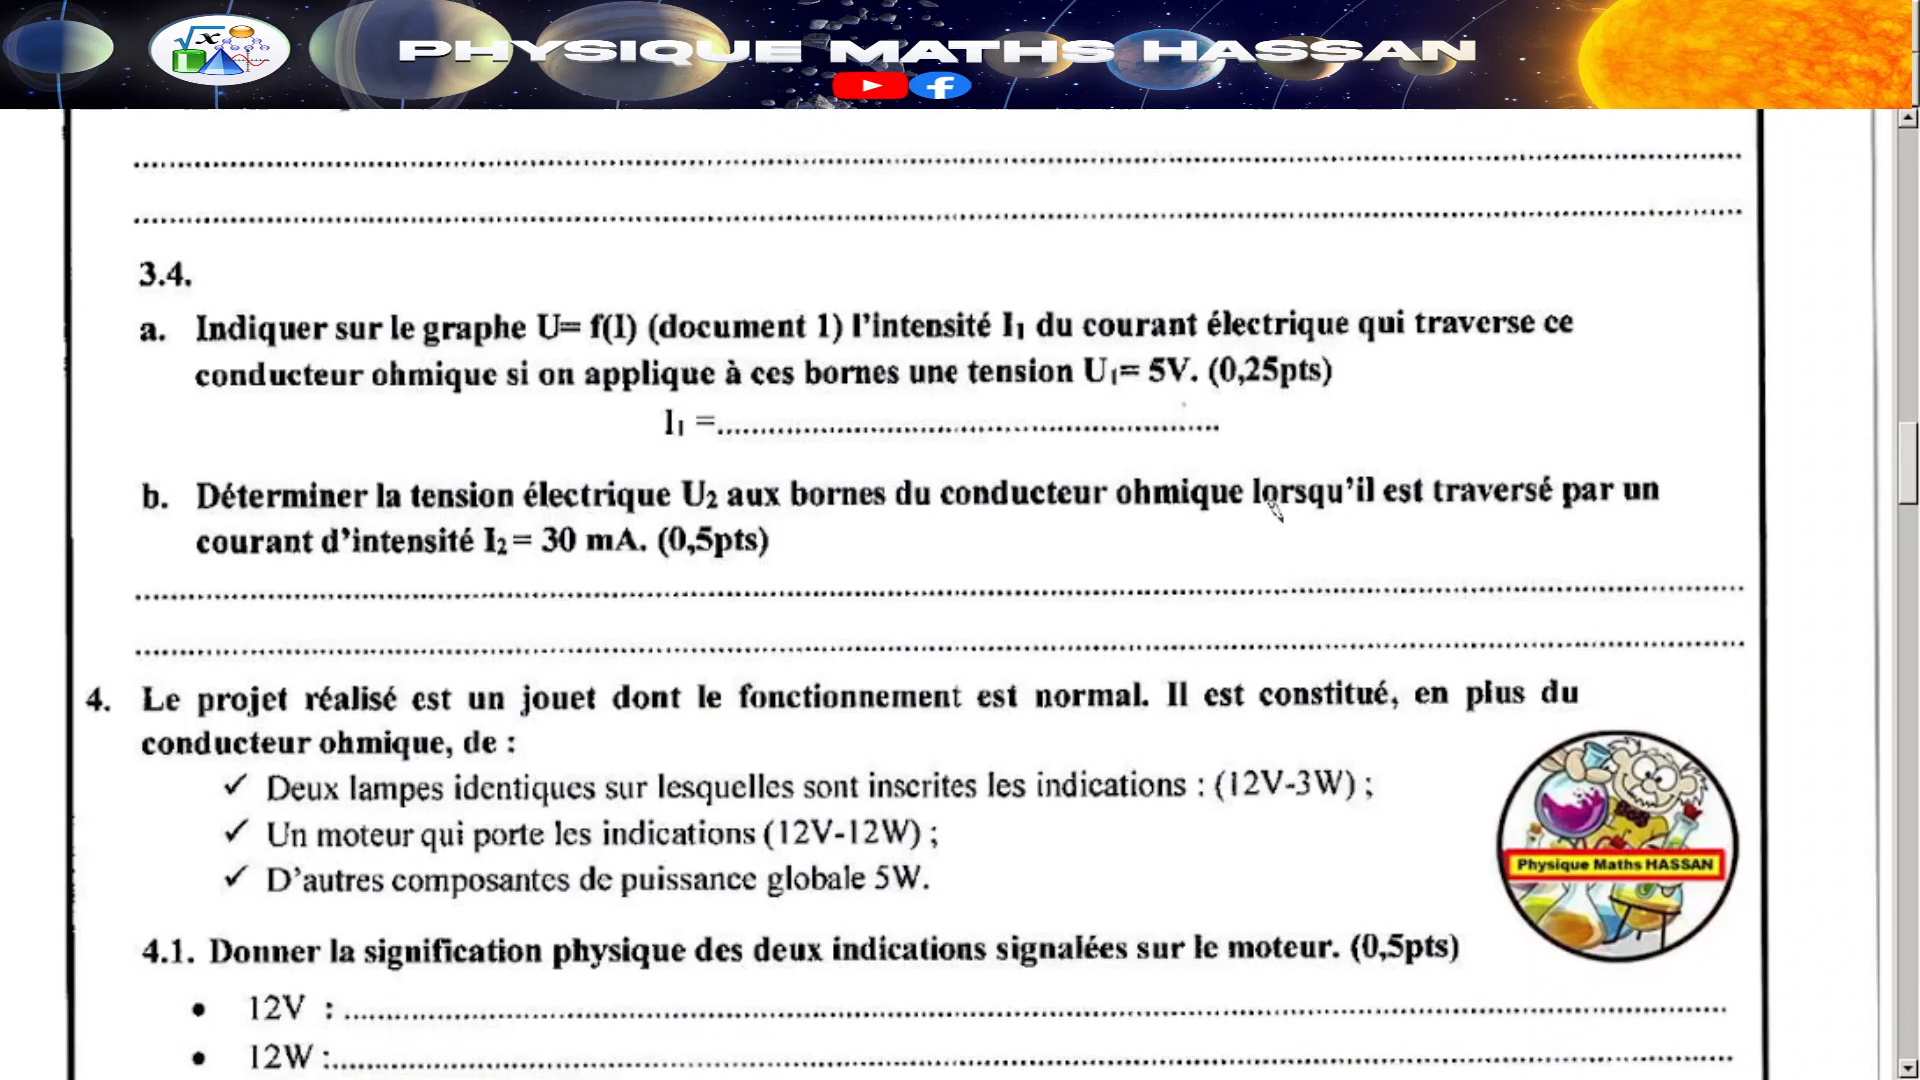 PHYSIQUE MATHS HASSAN
3.4.
a. Indiquer sur le graphe U= f(I) (document 1) l'intensité I₁ du courant électrique qui traverse ce
conducteur ohmique si on applique à ces bornes une tension U₁= 5V. (0,25pts)
I₁ =........................................................
b. Déterminer la tension électrique U₂ aux bornes du conducteur ohmique lorsqu'il est traversé par un
courant d'intensité I₂= 30 mA. (0,5pts)
4. Le projet réalisé est un jouet dont le fonctionnement est normal. Il est constitué, en plus du
conducteur ohmique, de :
✓ Deux lampes identiques sur lesquelles sont inscrites les indications : (12V-3W) ;
✓ Un moteur qui porte les indications (12V-12W) ;
✓ D'autres composantes de puissance globale 5W.
Physique Maths HASSAN
4.1. Donner la signification physique des deux indications signalées sur le moteur. (0,5pts)
• 12V : ........................................................
• 12W :........................................................